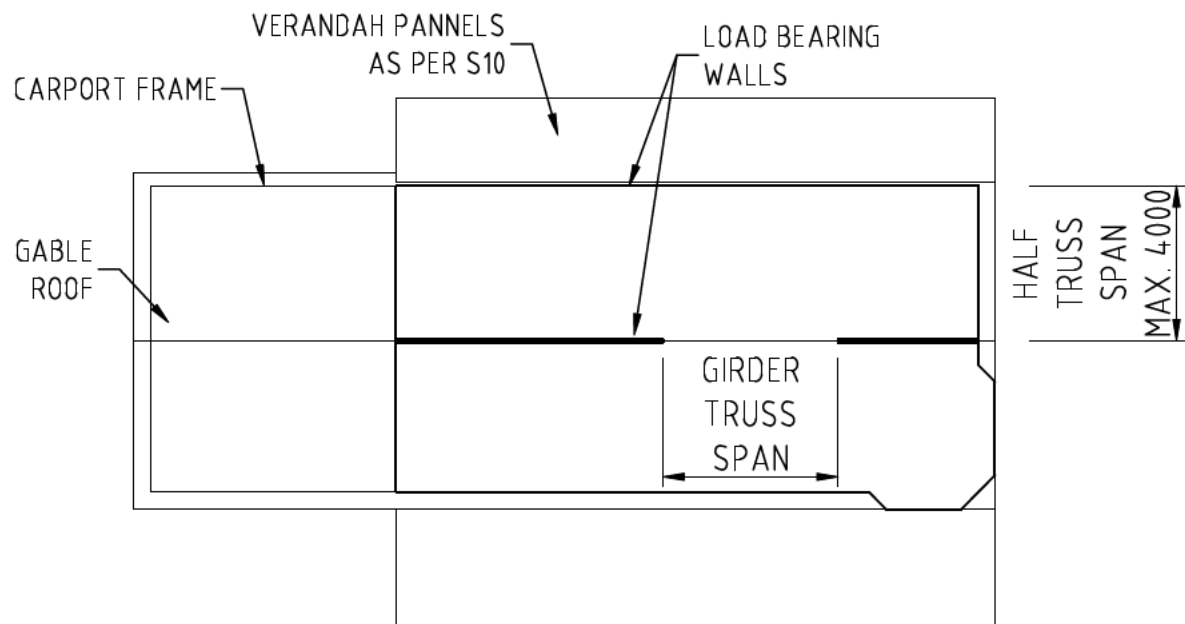 VERANDAH PANNELS
AS PER S10
LOAD BEARING
WALLS
CARPORT FRAME
GABLE
ROOF
HALF
TRUSS
SPAN
MAX. 4000
GIRDER
TRUSS
SPAN